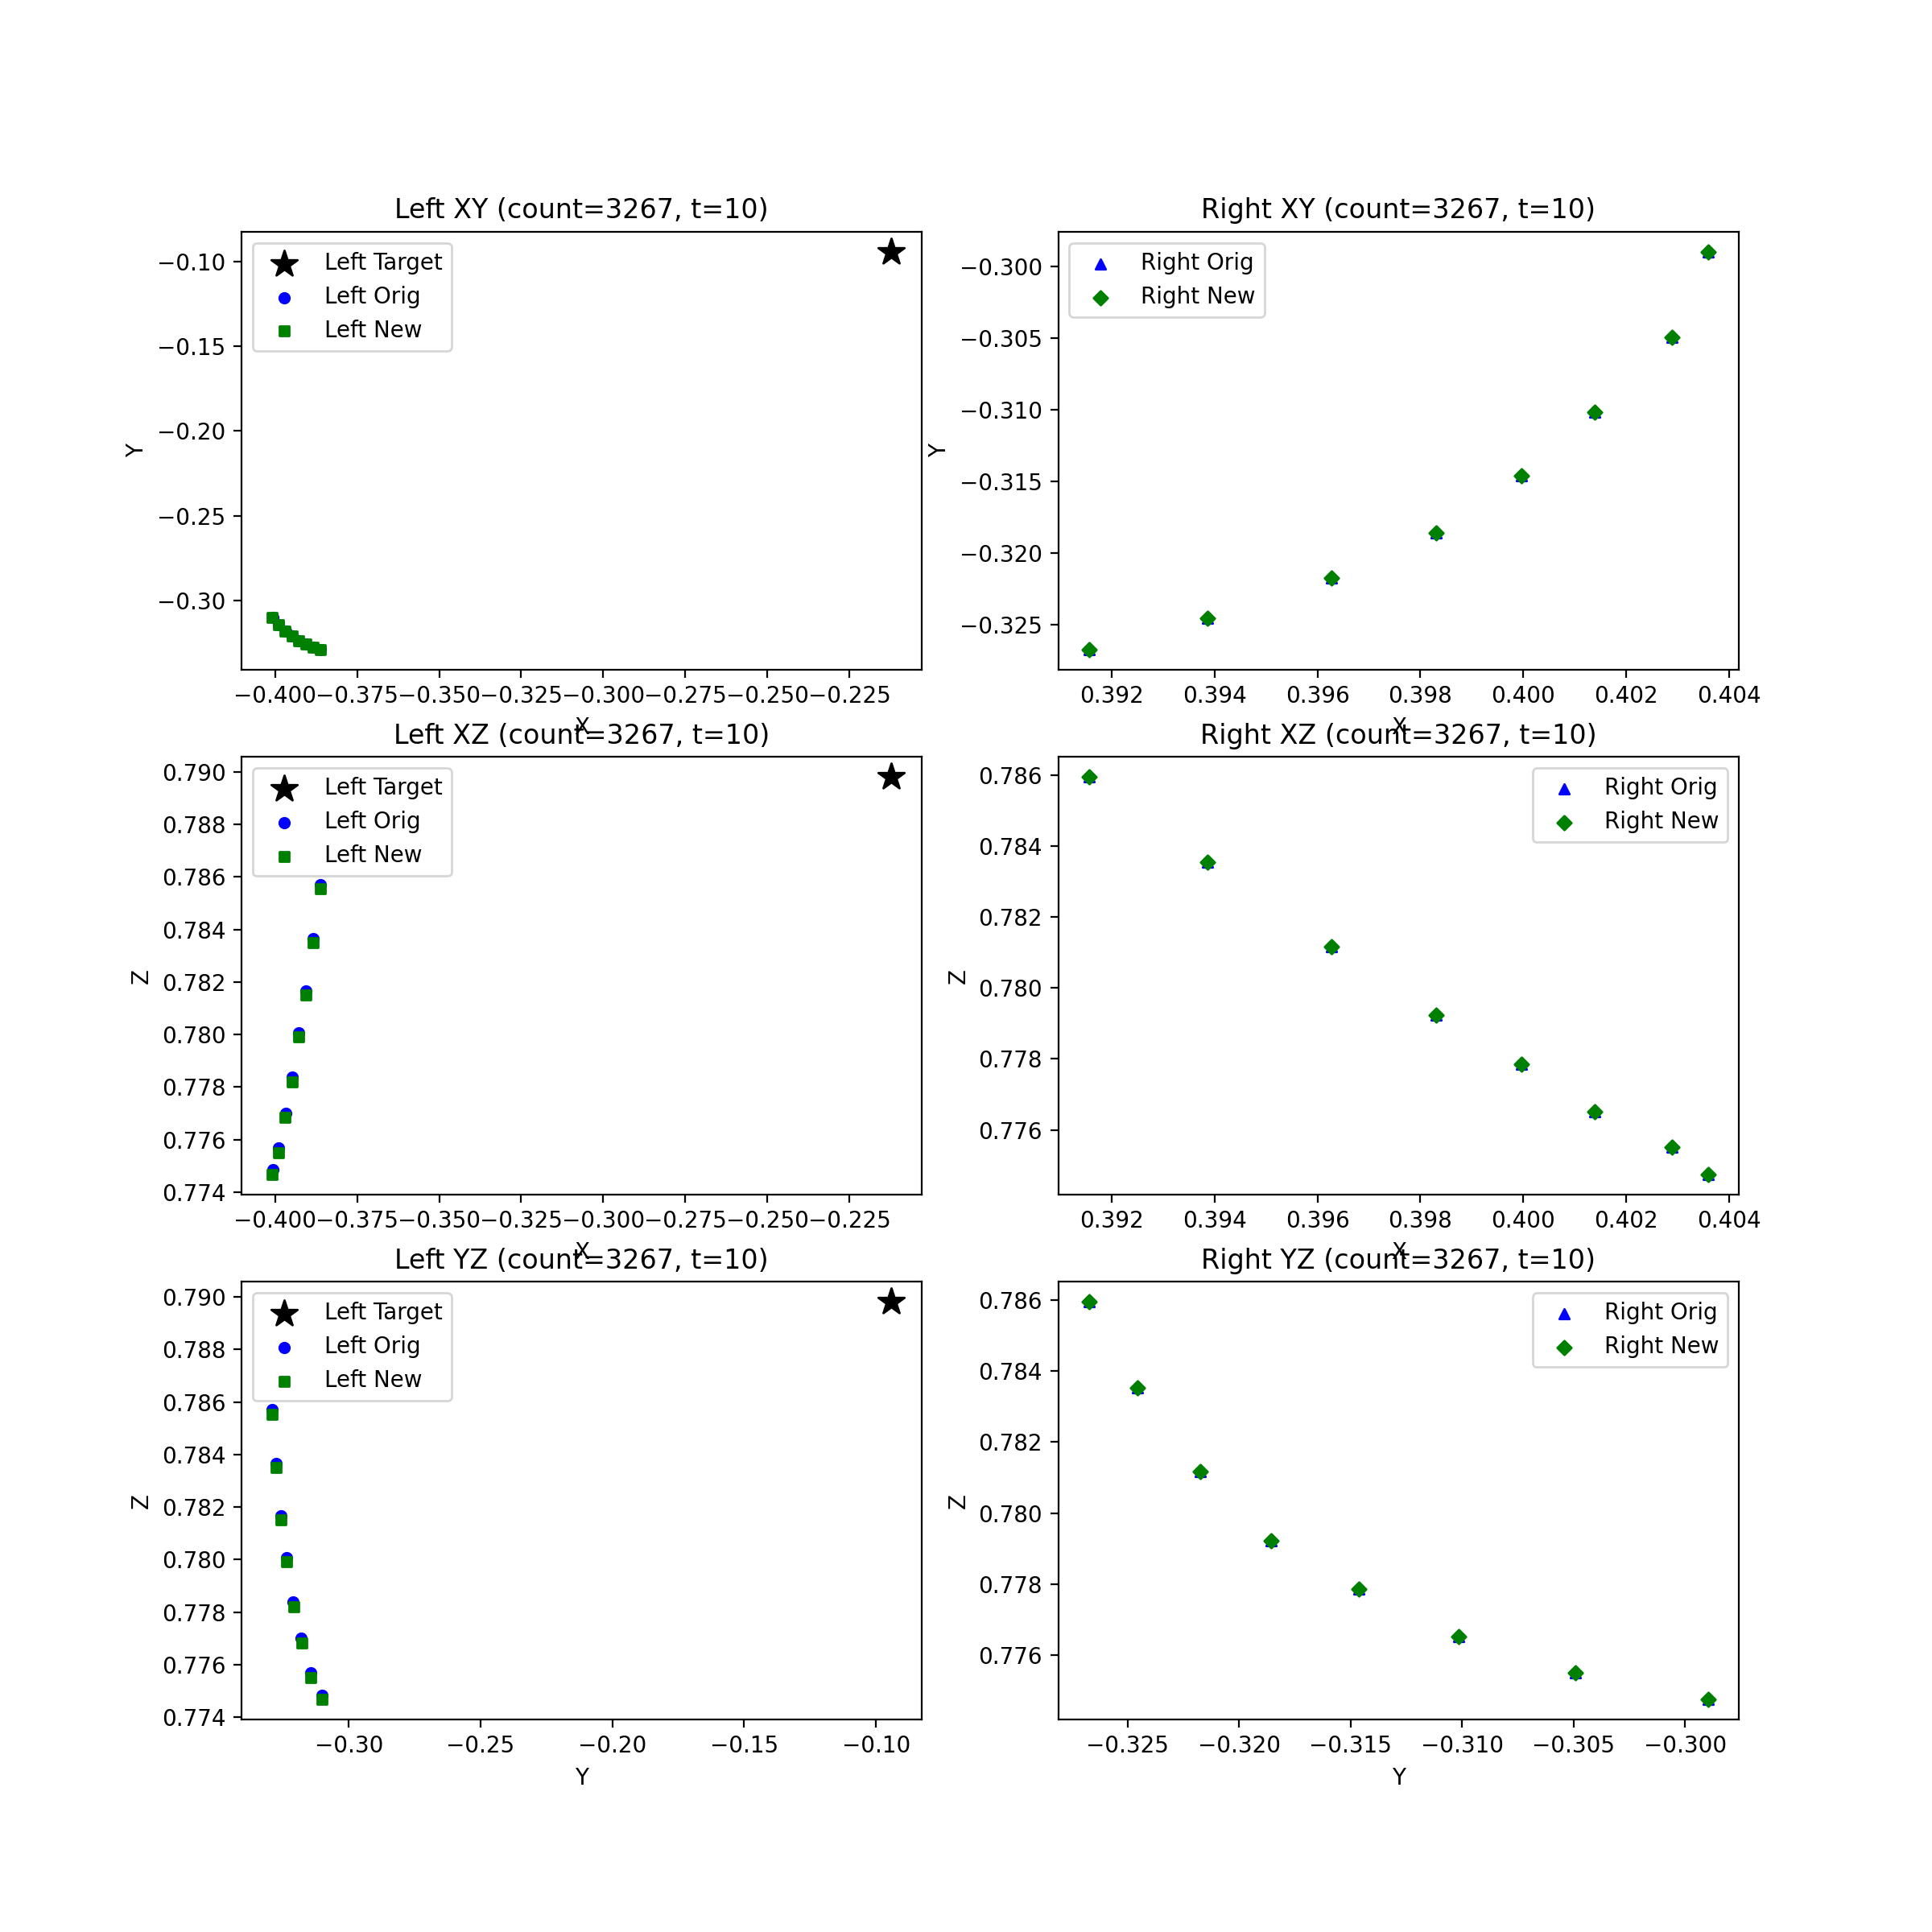 Left XY (count=3267, t=10)
Left Target
Left Orig
Left New
−0.10
−0.15
−0.20
−0.25
−0.30
Y
−0.400 −0.375 −0.350 −0.325 −0.300 −0.275 −0.250 −0.225
X
Right XY (count=3267, t=10)
Right Orig
Right New
−0.300
−0.305
−0.310
−0.315
−0.320
−0.325
Y
0.392 0.394 0.396 0.398 0.400 0.402 0.404
X
Left XZ (count=3267, t=10)
Left Target
Left Orig
Left New
0.790
0.788
0.786
0.784
0.782
0.780
0.778
0.776
0.774
Z
−0.400 −0.375 −0.350 −0.325 −0.300 −0.275 −0.250 −0.225
X
Right XZ (count=3267, t=10)
Right Orig
Right New
0.786
0.784
0.782
0.780
0.778
0.776
Z
0.392 0.394 0.396 0.398 0.400 0.402 0.404
X
Left YZ (count=3267, t=10)
Left Target
Left Orig
Left New
0.790
0.788
0.786
0.784
0.782
0.780
0.778
0.776
0.774
Z
−0.30 −0.25 −0.20 −0.15 −0.10
Y
Right YZ (count=3267, t=10)
Right Orig
Right New
0.786
0.784
0.782
0.780
0.778
0.776
Z
−0.325 −0.320 −0.315 −0.310 −0.305 −0.300
Y